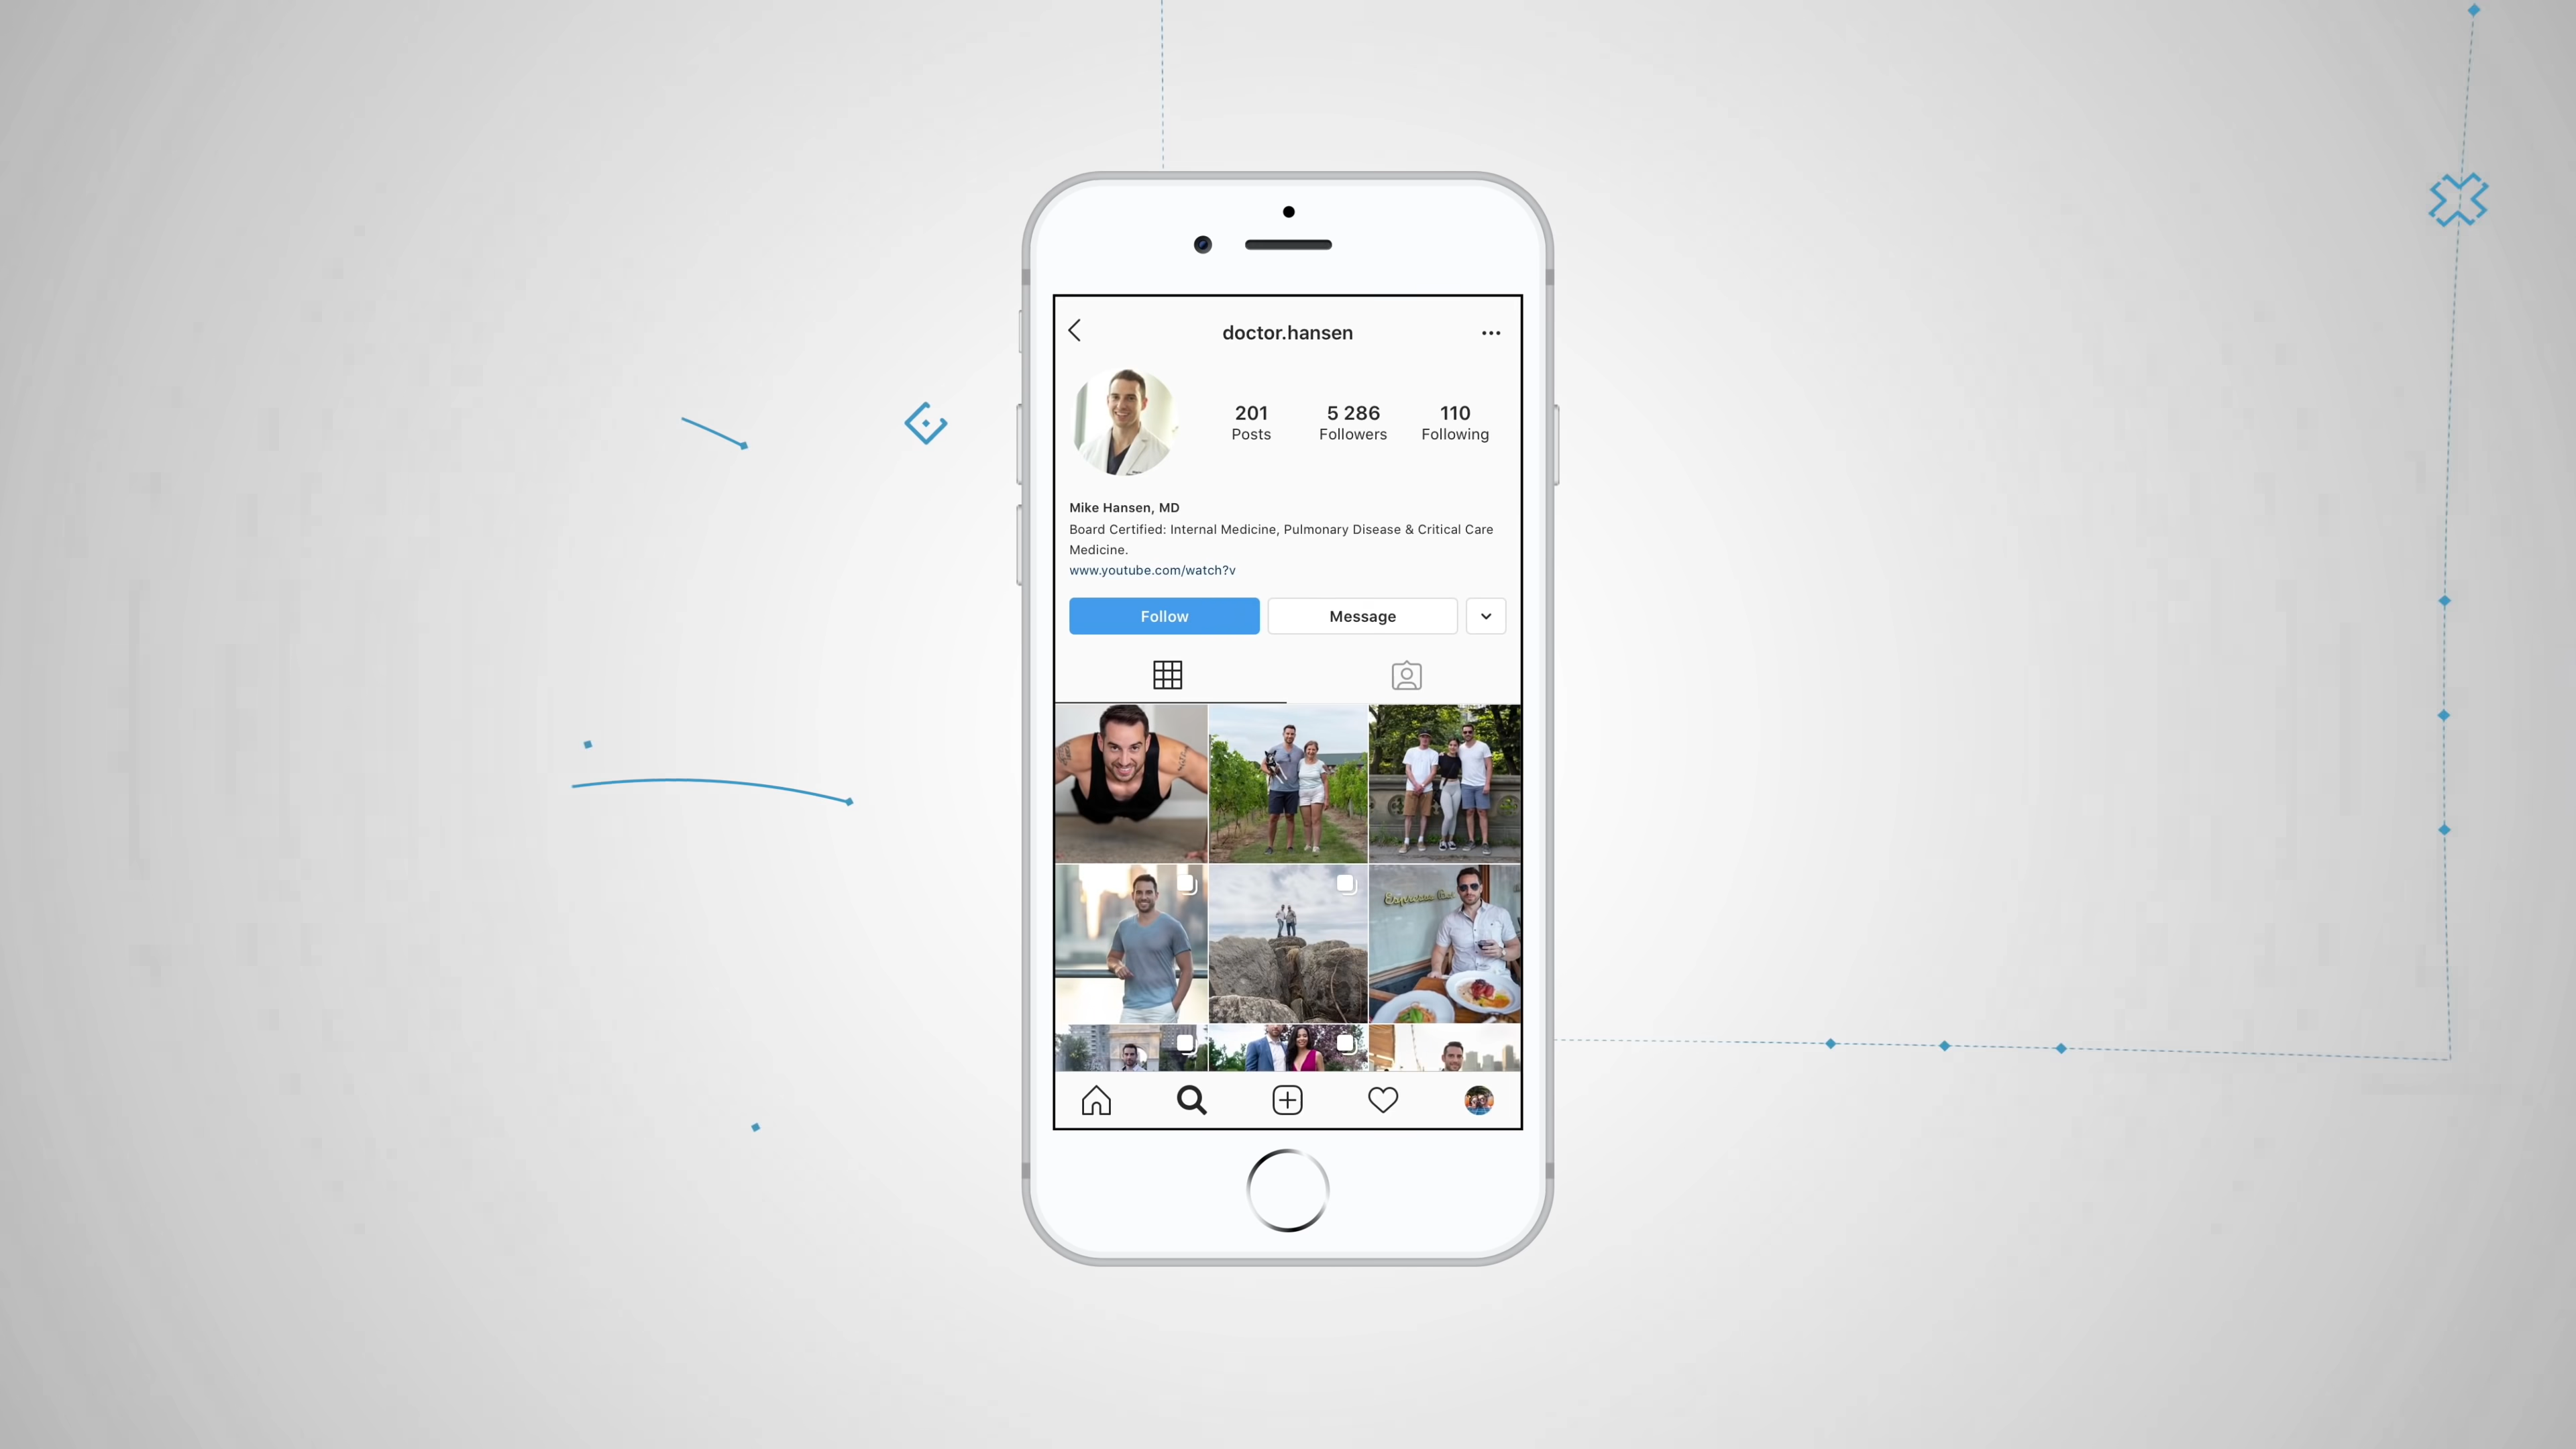 doctor.hansen
201
Posts
5 286
Followers
110
Following
Mike Hansen, MD
Board Certified: Internal Medicine, Pulmonary Disease & Critical Care
Medicine.
www.youtube.com/watch?v
Follow
Message